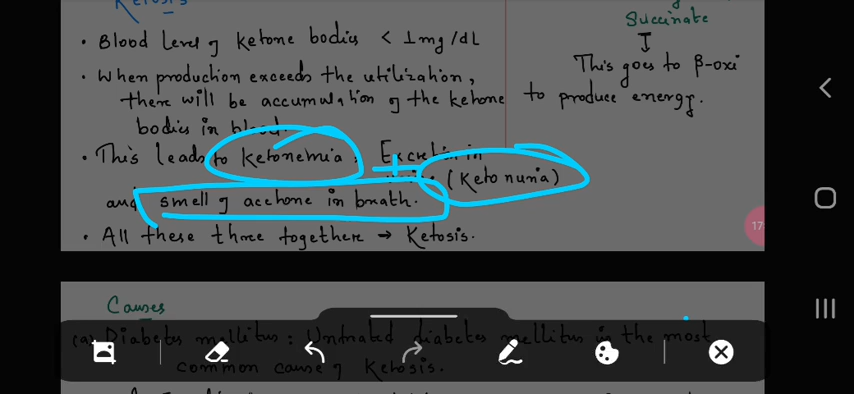 Ketosis
Succinate
• Blood level of Ketone bodies < 1mg/dL
This goes to β-oxi
• When production exceeds the utilization,
to produce energy.
there will be accumulation of the ketone
bodies in blood.
• This leads to Ketonemia, Excretion in
urine (Ketonuria)
and smell of acetone in breath.
• All these three together → Ketosis.
17
Causes
(a) Diabetes mellitus: Untreated diabetes mellitus is the most
common cause of Ketosis.